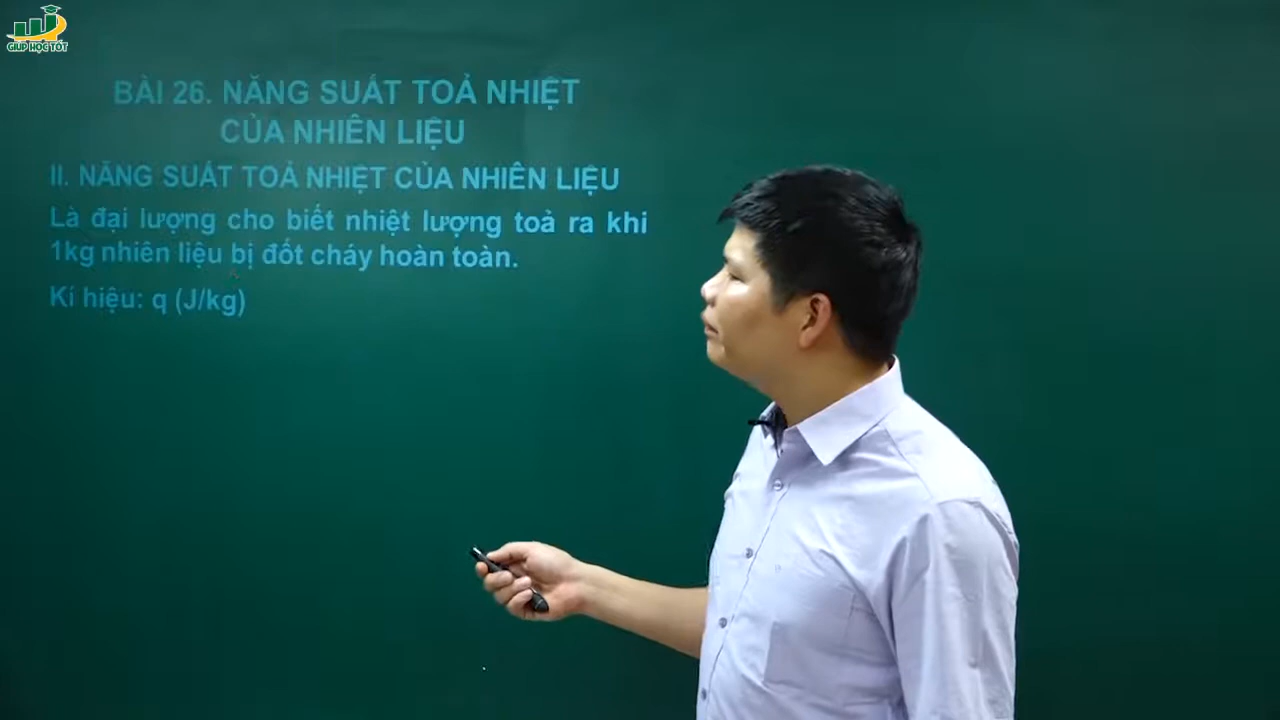 GIÚP HỌC TỐT
BÀI 26. NĂNG SUẤT TOẢ NHIỆT
CỦA NHIÊN LIỆU
II. NĂNG SUẤT TOẢ NHIỆT CỦA NHIÊN LIỆU
Là đại lượng cho biết nhiệt lượng toả ra khi
1kg nhiên liệu bị đốt cháy hoàn toàn.
Kí hiệu: q (J/kg)